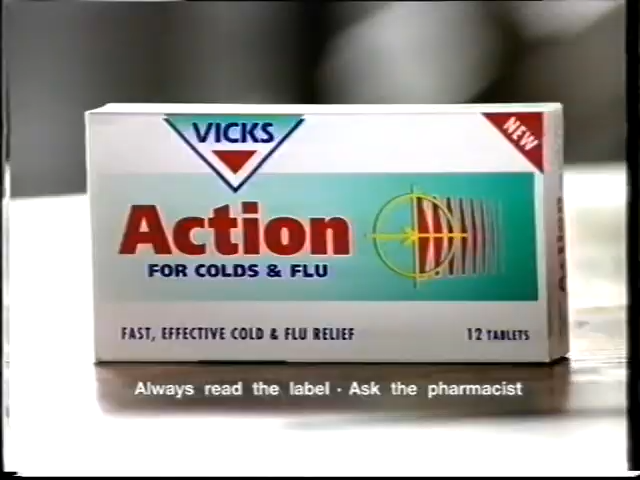 VICKS
NEW
Action
FOR COLDS & FLU
FAST, EFFECTIVE COLD & FLU RELIEF
12 TABLETS
Action
Always read the label · Ask the pharmacist